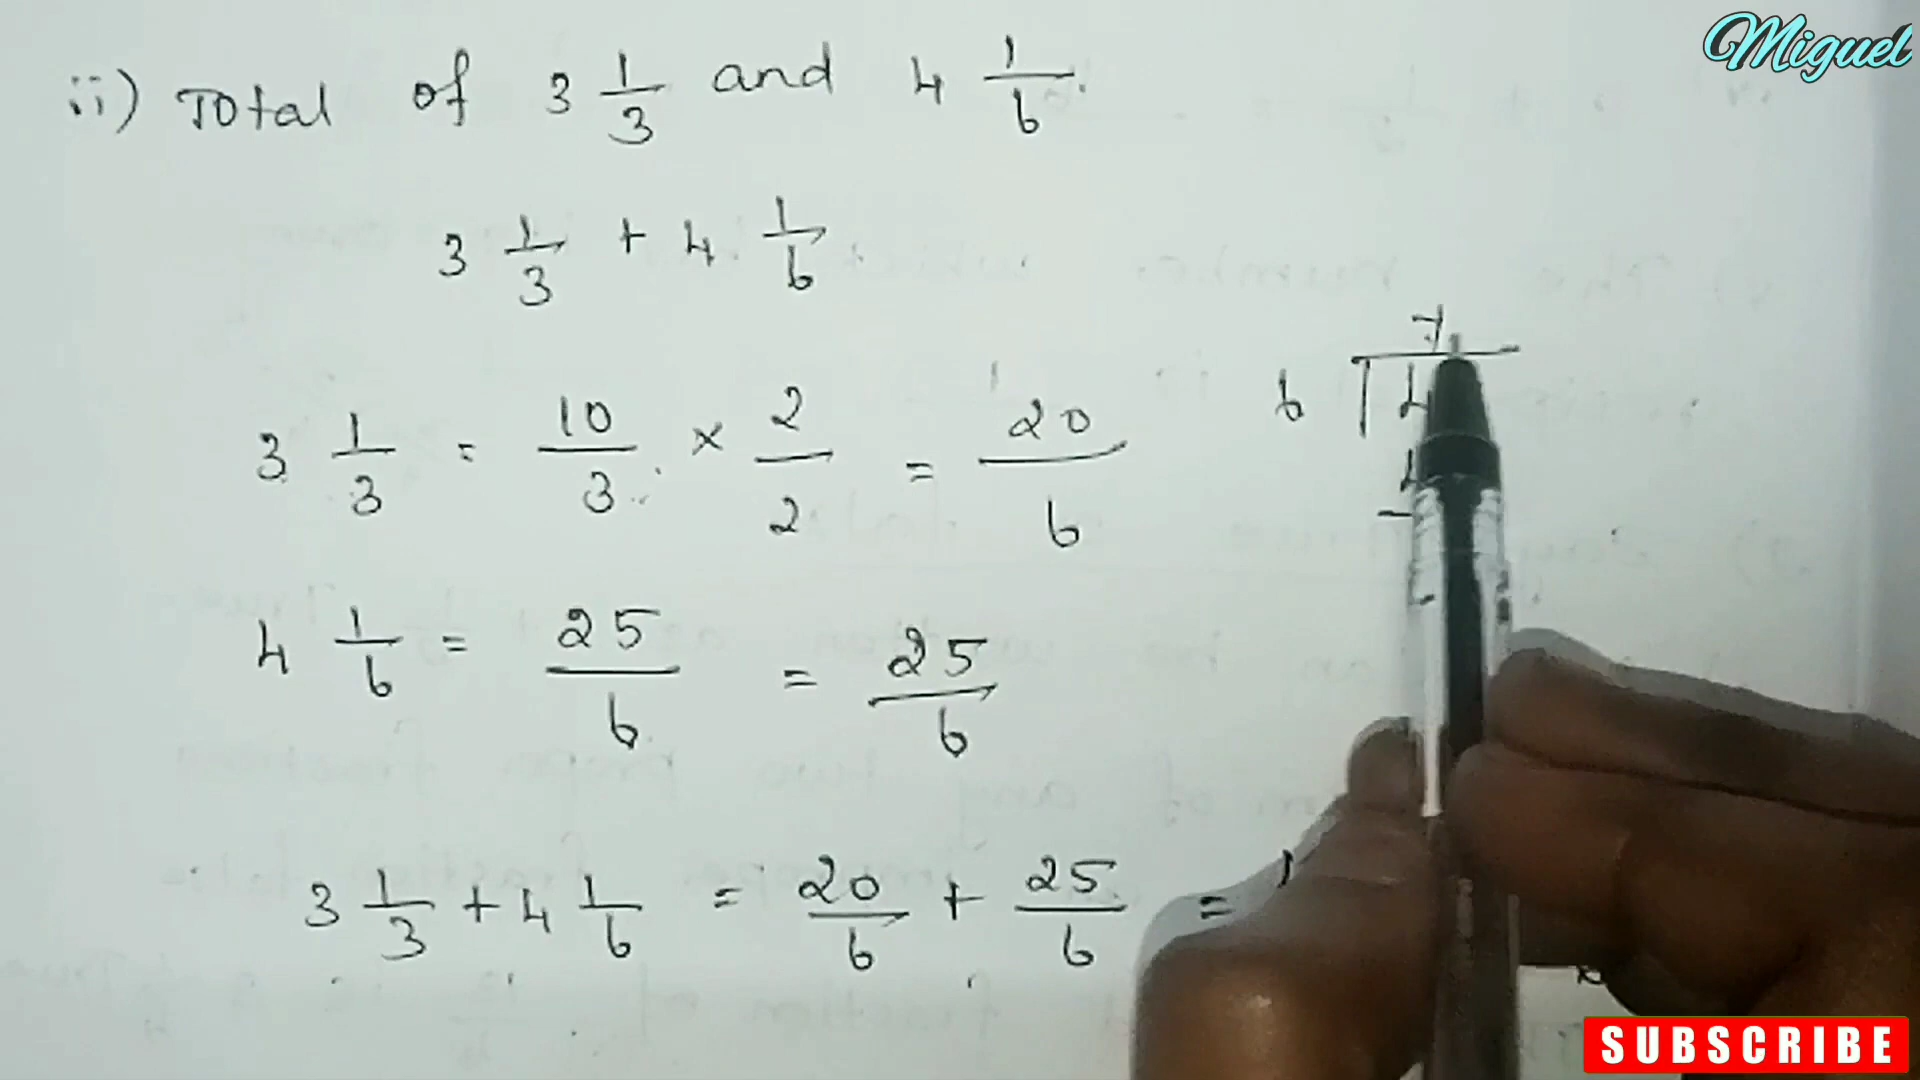 Miguel
ii) Total of 3 1/3 and 4 1/6.
3 1/3 + 4 1/6
3 1/3 = 10/3 × 2/2 = 20/6
4 1/6 = 25/6 = 25/6
3 1/3 + 4 1/6 = 20/6 + 25/6 =
7
6
SUBSCRIBE